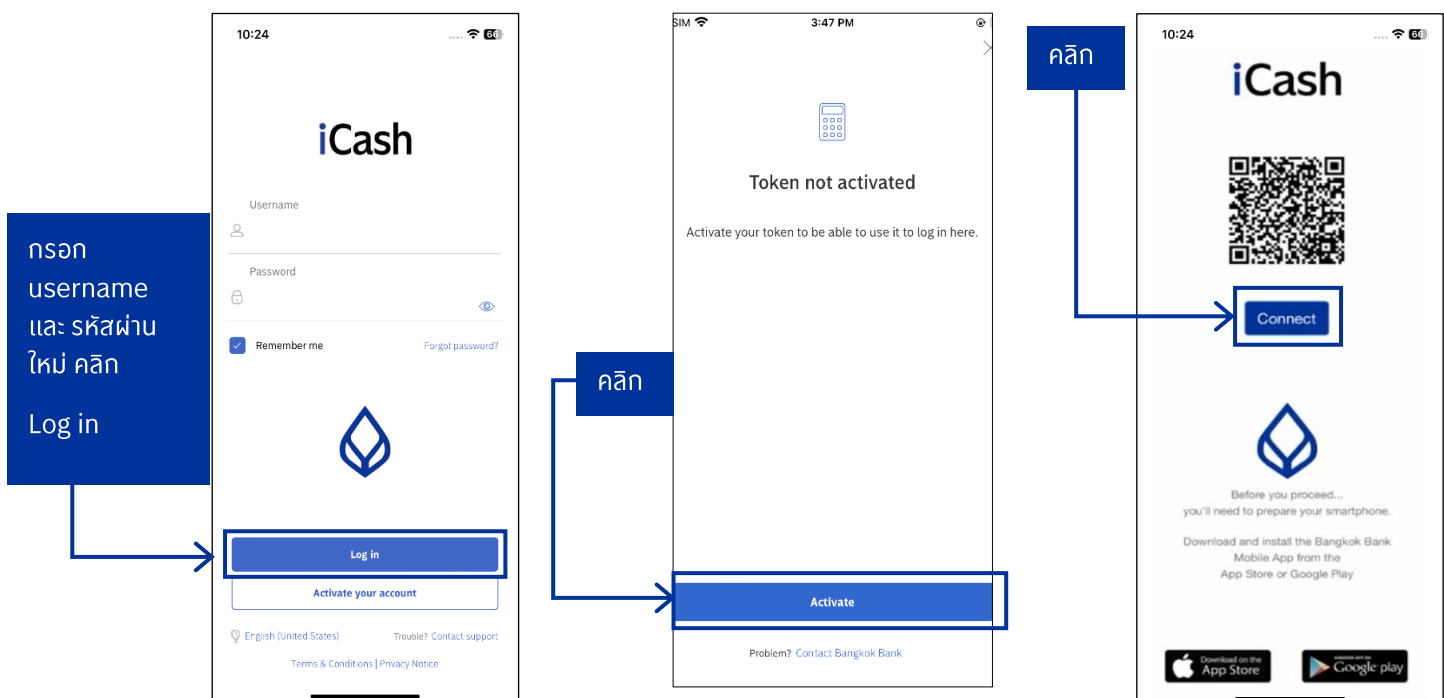 กรอก
username
และ รหัสผ่าน
ใหม่ คลิก
Log in
10:24
66
iCash
Username
Password
Remember me
Forgot password?
Log in
Activate your account
English (United States)
Trouble? Contact support
Terms & Conditions | Privacy Notice
คลิก
SIM
3:47 PM
Token not activated
Activate your token to be able to use it to log in here.
Activate
Problem? Contact Bangkok Bank
คลิก
10:24
66
iCash
Connect
Before you proceed...
you'll need to prepare your smartphone.
Download and install the Bangkok Bank
Mobile App from the
App Store or Google Play
Download on the
App Store
Google play